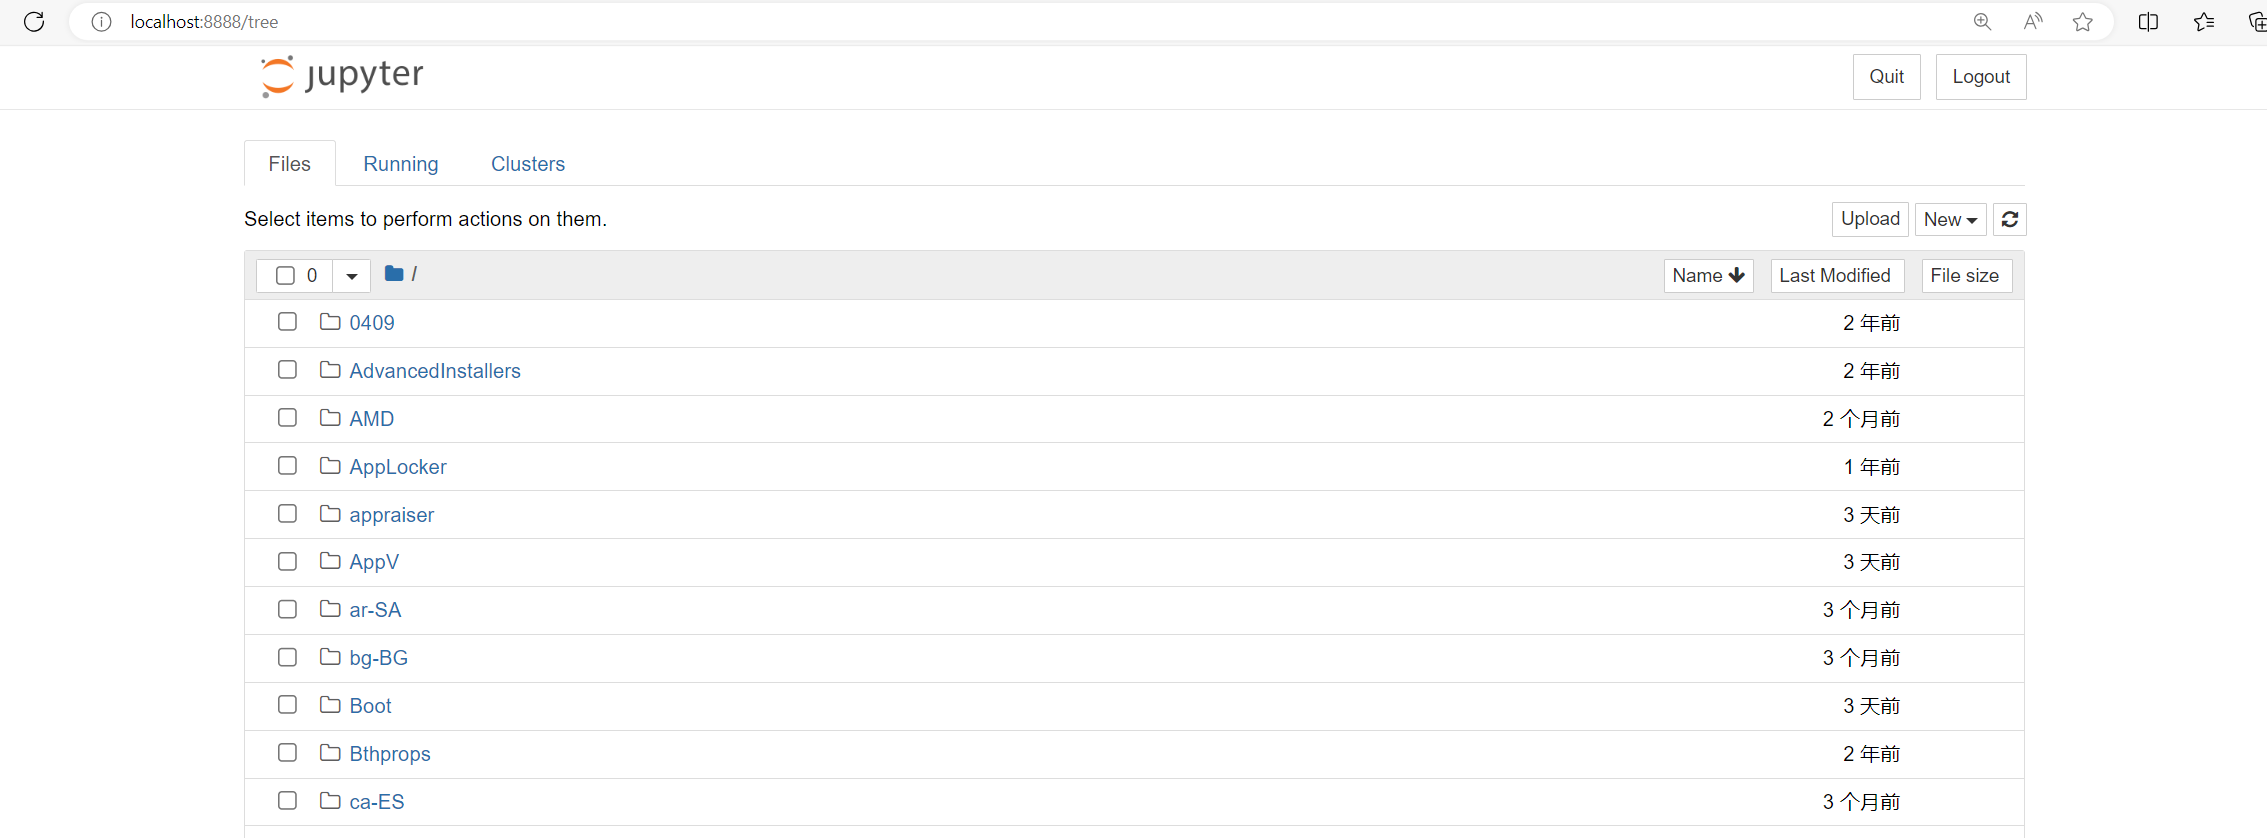 localhost:8888/tree
jupyter
Quit Logout
Files Running Clusters
Select items to perform actions on them.
Upload New
0 / Name Last Modified File size
0409 2 年前
AdvancedInstallers 2 年前
AMD 2 个月前
AppLocker 1 年前
appraiser 3 天前
AppV 3 天前
ar-SA 3 个月前
bg-BG 3 个月前
Boot 3 天前
Bthprops 2 年前
ca-ES 3 个月前